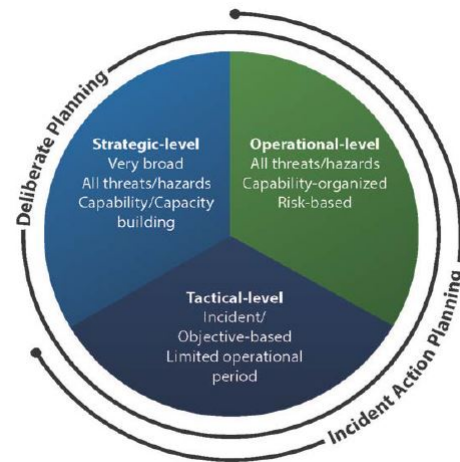 Deliberate Planning
Strategic-level
Very broad
All threats/hazards
Capability/Capacity
building
Operational-level
All threats/hazards
Capability-organized
Risk-based
Tactical-level
Incident/
Objective-based
Limited operational
period
Incident Action Planning